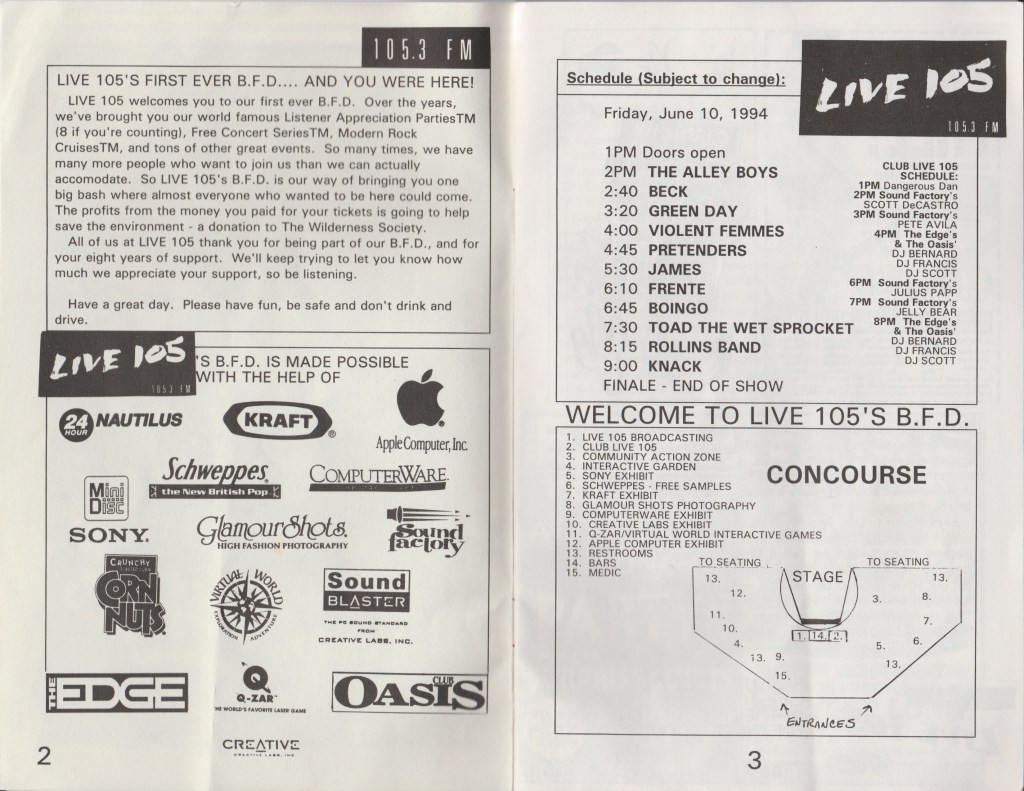 105.3 FM
LIVE 105'S FIRST EVER B.F.D.... AND YOU WERE HERE!
LIVE 105 welcomes you to our first ever B.F.D. Over the years,
we've brought you our world famous Listener Appreciation PartiesTM
(8 if you're counting), Free Concert SeriesTM, Modern Rock
CruisesTM, and tons of other great events. So many times, we have
many more people who want to join us than we can actually
accomodate. So LIVE 105's B.F.D. is our way of bringing you one
big bash where almost everyone who wanted to be here could come.
The profits from the money you paid for your tickets is going to help
save the environment - a donation to The Wilderness Society.
All of us at LIVE 105 thank you for being part of our B.F.D., and for
your eight years of support. We'll keep trying to let you know how
much we appreciate your support, so be listening.
Have a great day. Please have fun, be safe and don't drink and
drive.
LIVE 105
105.3 FM
'S B.F.D. IS MADE POSSIBLE
WITH THE HELP OF
24 HOUR NAUTILUS
KRAFT®
Apple Computer, Inc.
Mini Disc
SONY.
Schweppes.
the New British Pop
COMPUTERWARE.
GlamourShots.
HIGH FASHION PHOTOGRAPHY
Sound factory
CRUNCHY
CORN NUTS
VIRTUAL WORLD
EXPLORATION ADVENTURE
Sound
BLASTER
THE PC SOUND STANDARD
FROM
CREATIVE LABS, INC.
THE EDGE
Q-ZAR™
THE WORLD'S FAVORITE LASER GAME
CLUB
OASIS
CREATIVE
CREATIVE LABS, INC.
2
Schedule (Subject to change):
LIVE 105
105.3 FM
Friday, June 10, 1994
1PM Doors open
2PM THE ALLEY BOYS
2:40 BECK
3:20 GREEN DAY
4:00 VIOLENT FEMMES
4:45 PRETENDERS
5:30 JAMES
6:10 FRENTE
6:45 BOINGO
7:30 TOAD THE WET SPROCKET
8:15 ROLLINS BAND
9:00 KNACK
FINALE - END OF SHOW
CLUB LIVE 105
SCHEDULE:
1PM Dangerous Dan
2PM Sound Factory's
SCOTT DeCASTRO
3PM Sound Factory's
PETE AVILA
4PM The Edge's
& The Oasis'
DJ BERNARD
DJ FRANCIS
DJ SCOTT
6PM Sound Factory's
JULIUS PAPP
7PM Sound Factory's
JELLY BEAR
8PM The Edge's
& The Oasis'
DJ BERNARD
DJ FRANCIS
DJ SCOTT
WELCOME TO LIVE 105'S B.F.D.
1. LIVE 105 BROADCASTING
2. CLUB LIVE 105
3. COMMUNITY ACTION ZONE
4. INTERACTIVE GARDEN
5. SONY EXHIBIT
6. SCHWEPPES - FREE SAMPLES
7. KRAFT EXHIBIT
8. GLAMOUR SHOTS PHOTOGRAPHY
9. COMPUTERWARE EXHIBIT
10. CREATIVE LABS EXHIBIT
11. Q-ZAR/VIRTUAL WORLD INTERACTIVE GAMES
12. APPLE COMPUTER EXHIBIT
13. RESTROOMS
14. BARS
15. MEDIC
CONCOURSE
TO SEATING
STAGE
TO SEATING
13.
12.
11.
10.
4.
13.
9.
15.
1. 14. 2.
13.
3.
8.
7.
6.
5.
13.
ENTRANCES
3